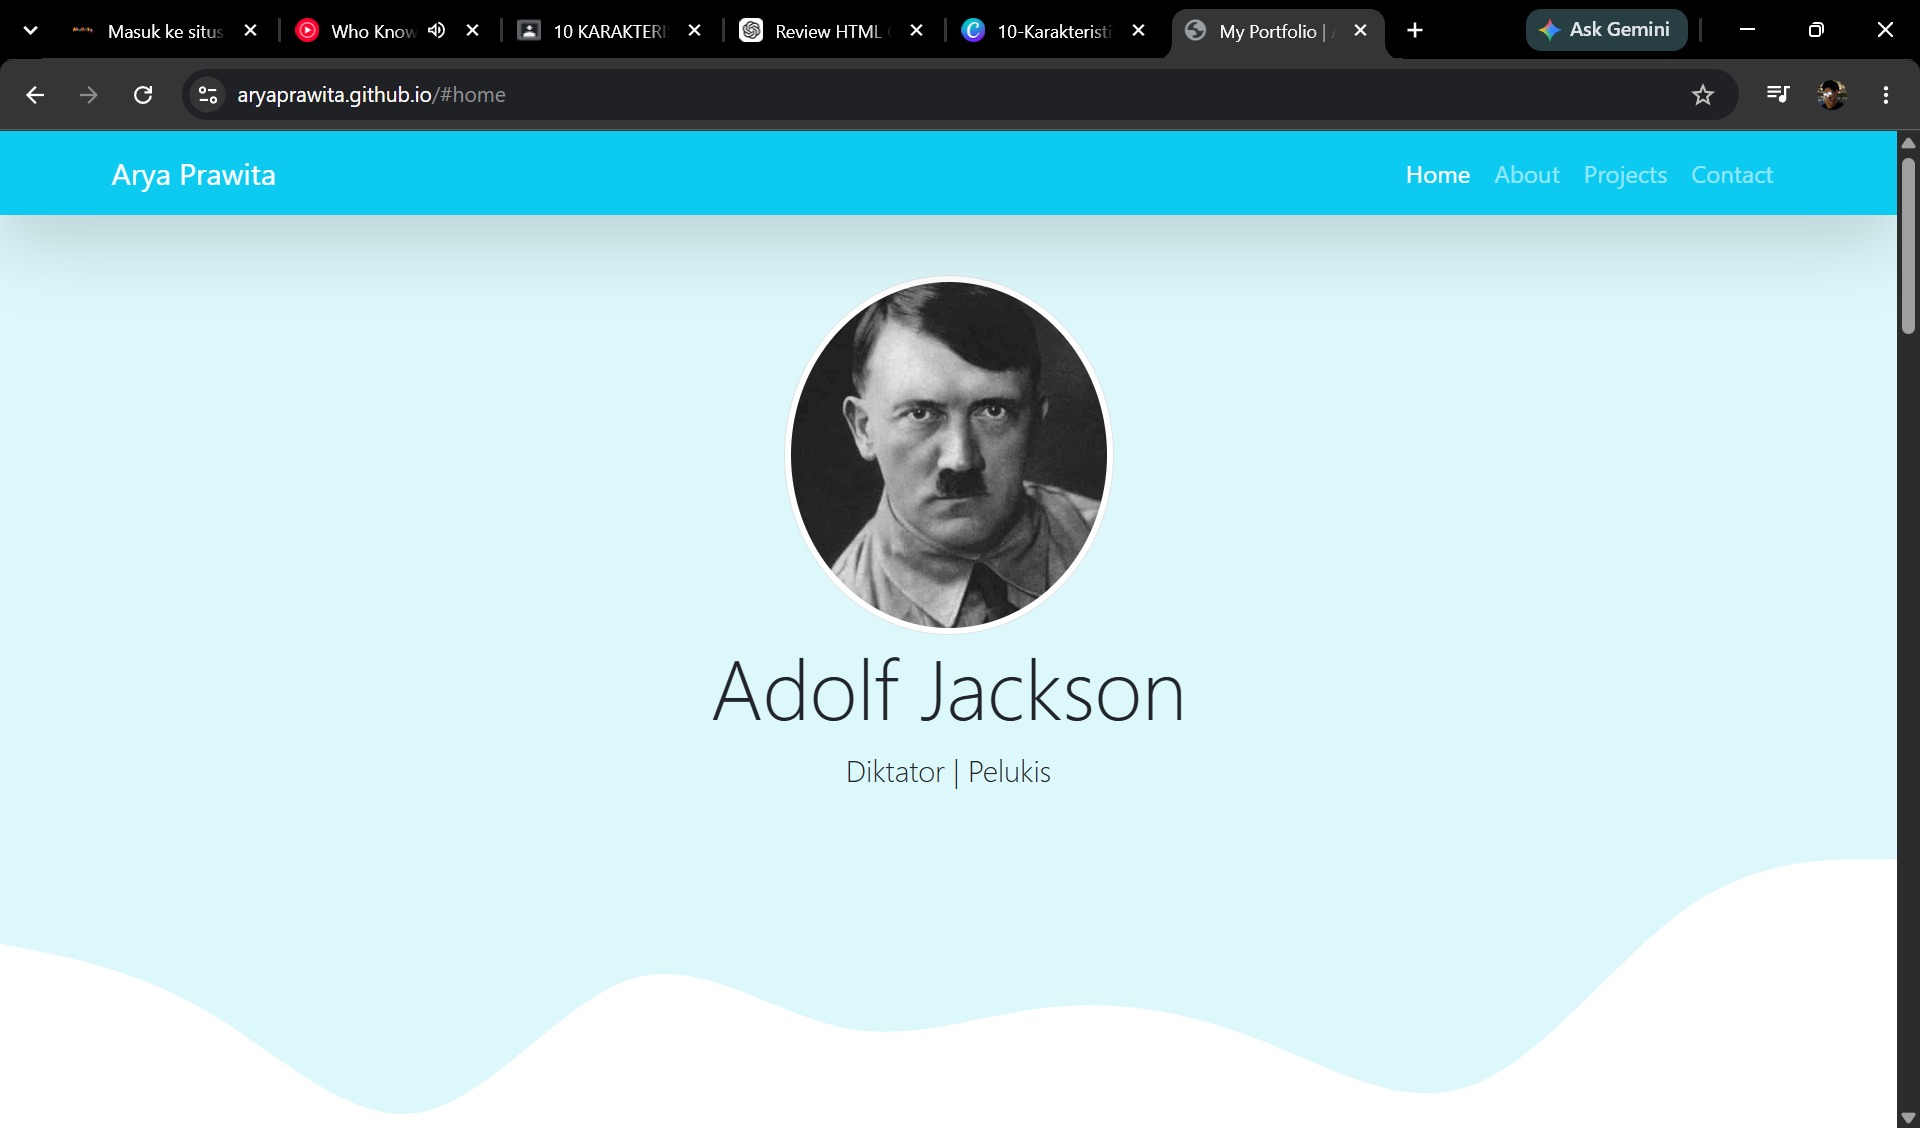 Masuk ke situs
Who Know
10 KARAKTERI
Review HTML
10-Karakteristi
My Portfolio |
Ask Gemini
aryaprawita.github.io/#home
Arya Prawita
Home
About
Projects
Contact
Adolf Jackson
Diktator | Pelukis